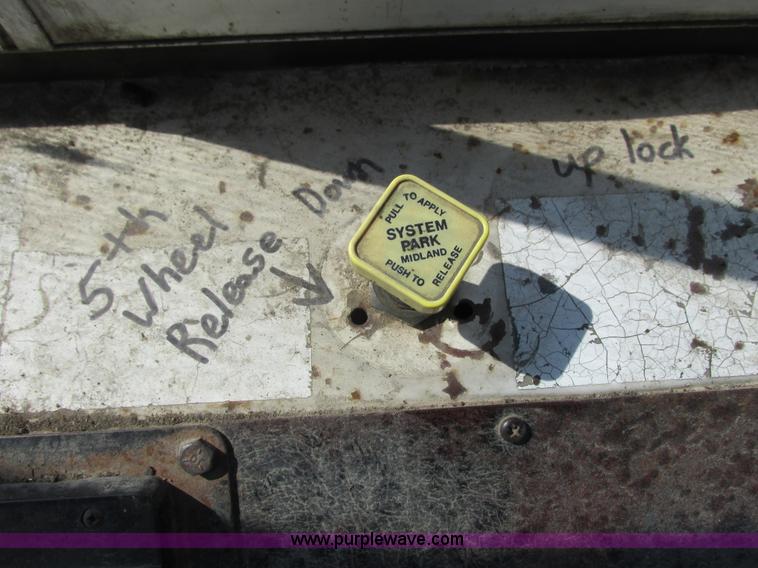 5th
wheel
Release Down
up lock
PULL TO APPLY
SYSTEM
PARK
MIDLAND
PUSH TO
RELEASE
www.purplewave.com